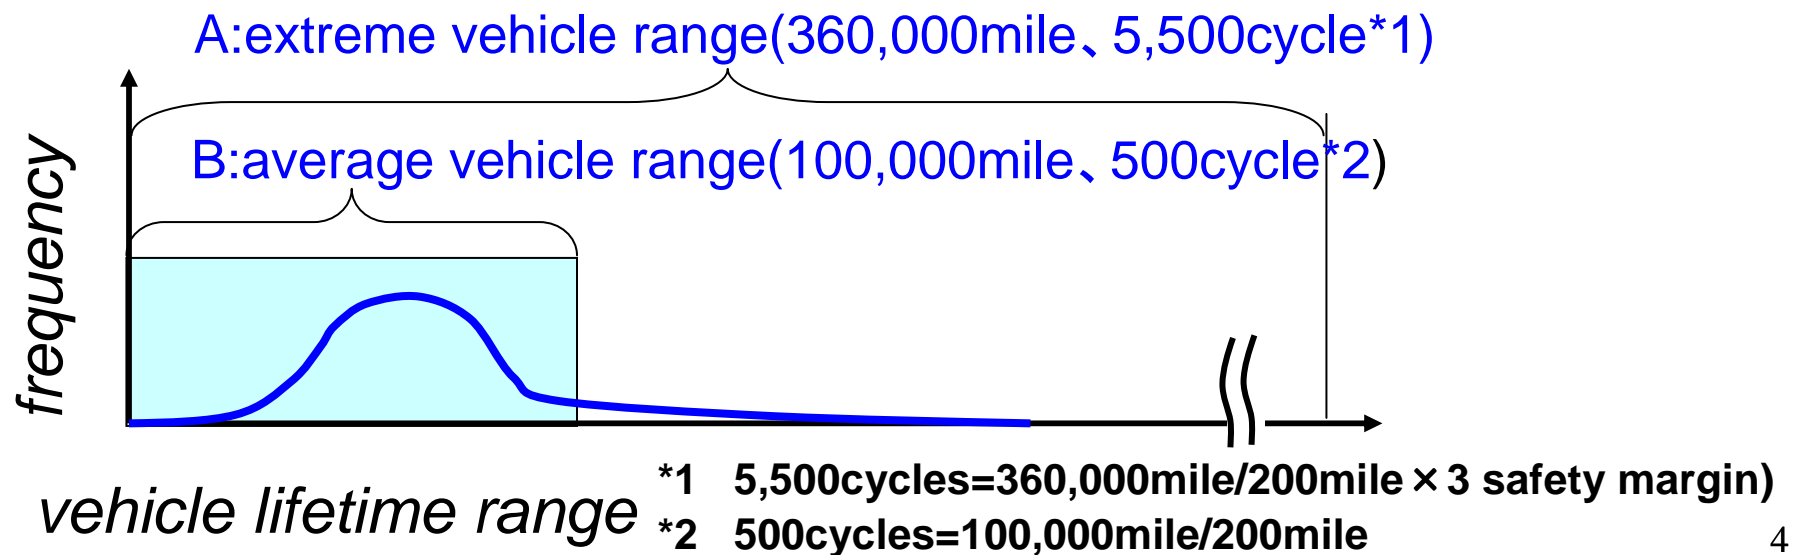 A:extreme vehicle range(360,000mile、5,500cycle*1)
B:average vehicle range(100,000mile、500cycle*2)
frequency
vehicle lifetime range
*1 5,500cycles=360,000mile/200mile×3 safety margin)
*2 500cycles=100,000mile/200mile
4